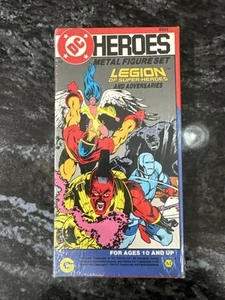 DC
HEROES
METAL FIGURE SET
LEGION
OF SUPER-HEROES
AND ADVERSARIES
FOR AGES 10 AND UP